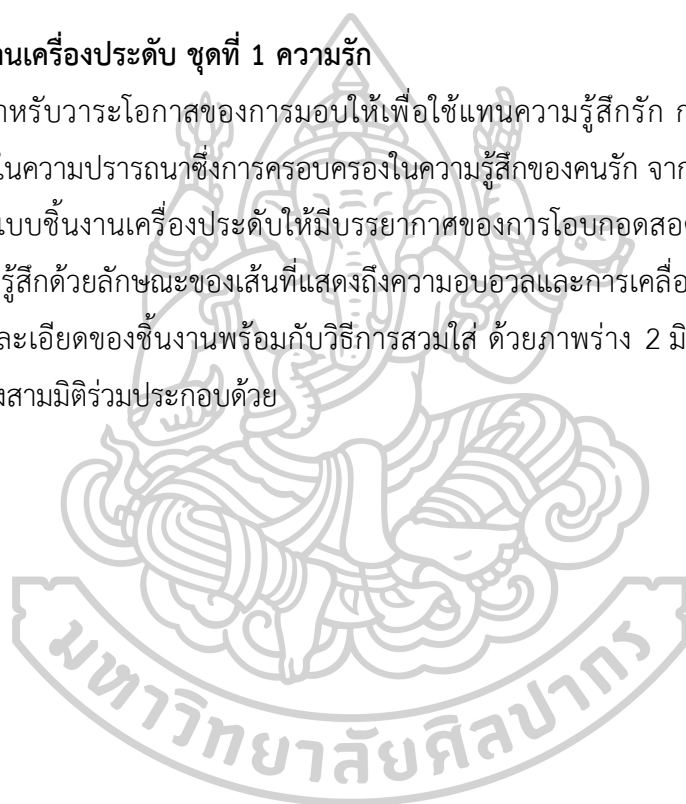 านเครื่องประดับ ชุดที่ 1 ความรัก
าหรับวาระโอกาสของการมอบให้เพื่อใช้แทนความรู้สึกรัก ก
ในความปรารถนาซึ่งการครอบครองในความรู้สึกของคนรัก จาก
แบบชิ้นงานเครื่องประดับให้มีบรรยากาศของการโอบกอดสอด
รู้สึกด้วยลักษณะของเส้นที่แสดงถึงความอบอวลและการเคลื่อ
ละเอียดของชิ้นงานพร้อมกับวิธีการสวมใส่ ด้วยภาพร่าง 2 มิ
งสามมิติร่วมประกอบด้วย
มหาวิทยาลัยศิลปากร